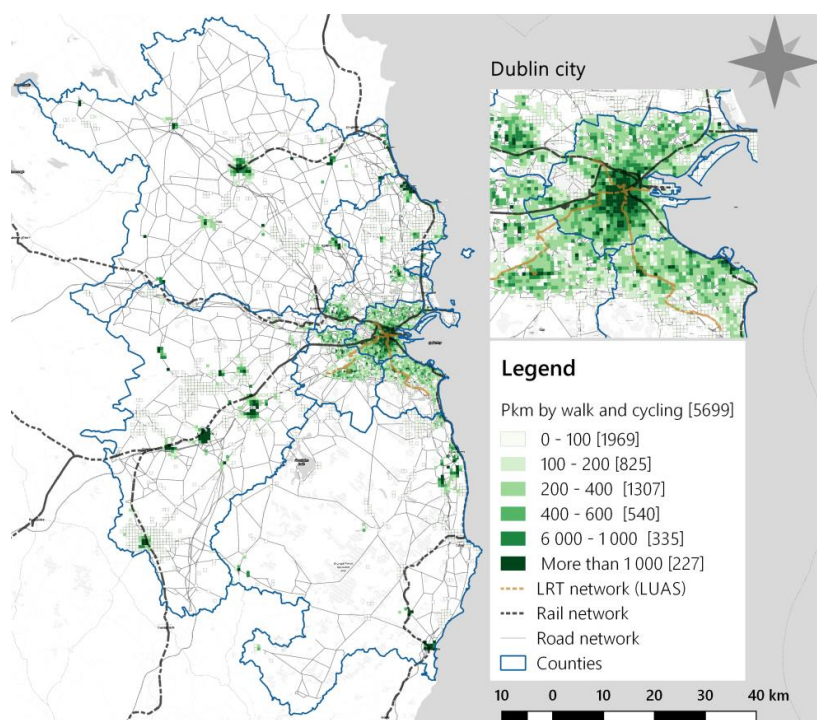 Dublin city
Legend
Pkm by walk and cycling [5699]
0 - 100 [1969]
100 - 200 [825]
200 - 400 [1307]
400 - 600 [540]
6 000 - 1 000 [335]
More than 1 000 [227]
LRT network (LUAS)
Rail network
Road network
Counties
10 0 10 20 30 40 km